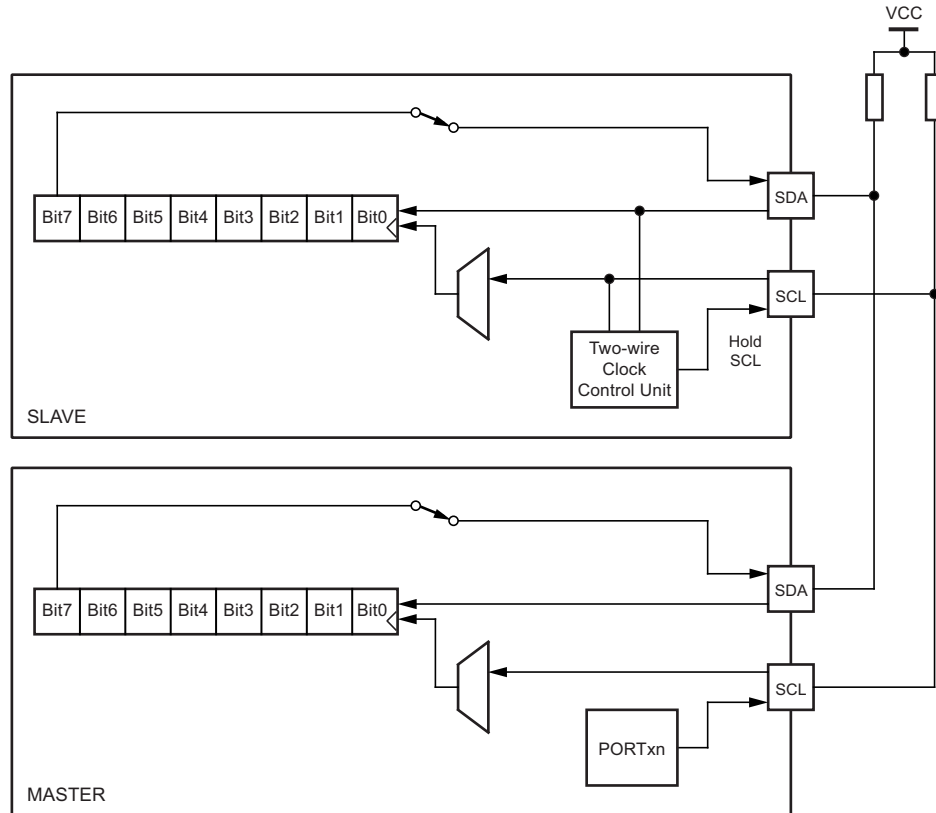 VCC
SDA
Bit7 Bit6 Bit5 Bit4 Bit3 Bit2 Bit1 Bit0
SCL
Two-wire
Clock
Control Unit
Hold
SCL
SLAVE
SDA
Bit7 Bit6 Bit5 Bit4 Bit3 Bit2 Bit1 Bit0
SCL
PORTxn
MASTER